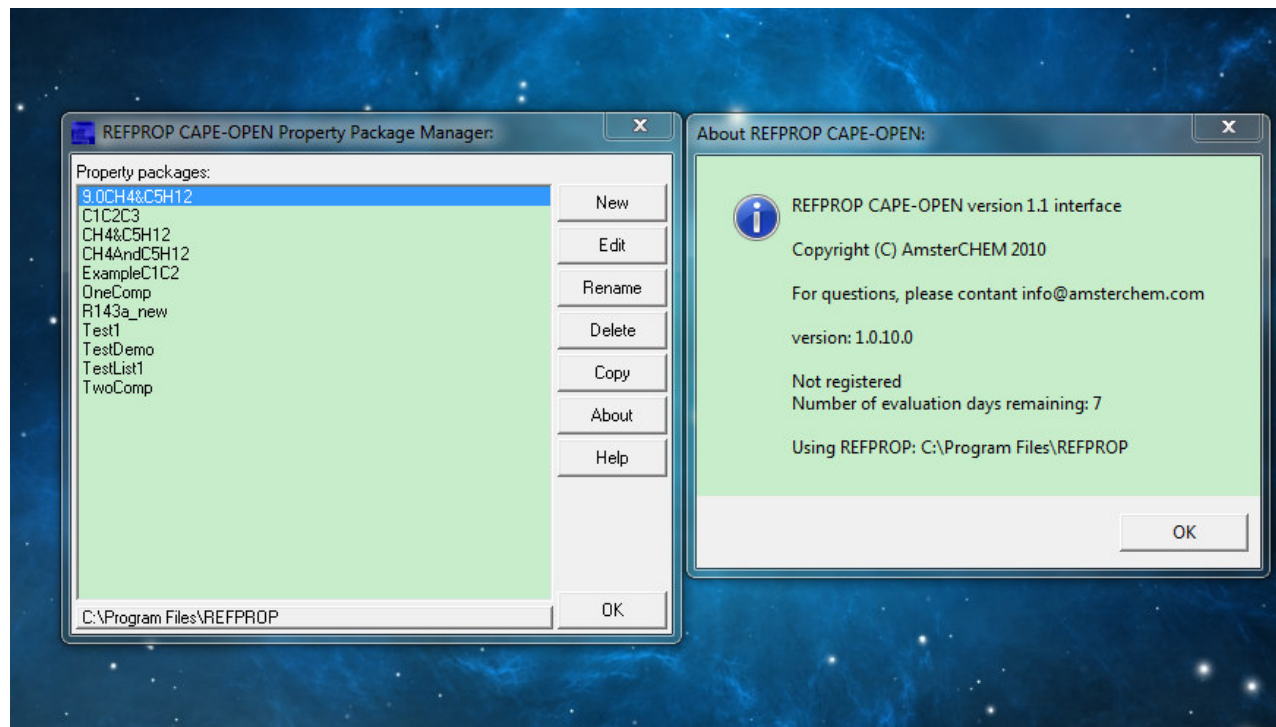 REFPROP CAPE-OPEN Property Package Manager:
X
Property packages:
9.0CH4&C5H12
C1C2C3
CH4&C5H12
CH4AndC5H12
ExampleC1C2
OneComp
R143a_new
Test1
TestDemo
TestList1
TwoComp
New
Edit
Rename
Delete
Copy
About
Help
C:\Program Files\REFPROP
OK
About REFPROP CAPE-OPEN:
X
REFPROP CAPE-OPEN version 1.1 interface
Copyright (C) AmsterCHEM 2010
For questions, please contant info@amsterchem.com
version: 1.0.10.0
Not registered
Number of evaluation days remaining: 7
Using REFPROP: C:\Program Files\REFPROP
OK